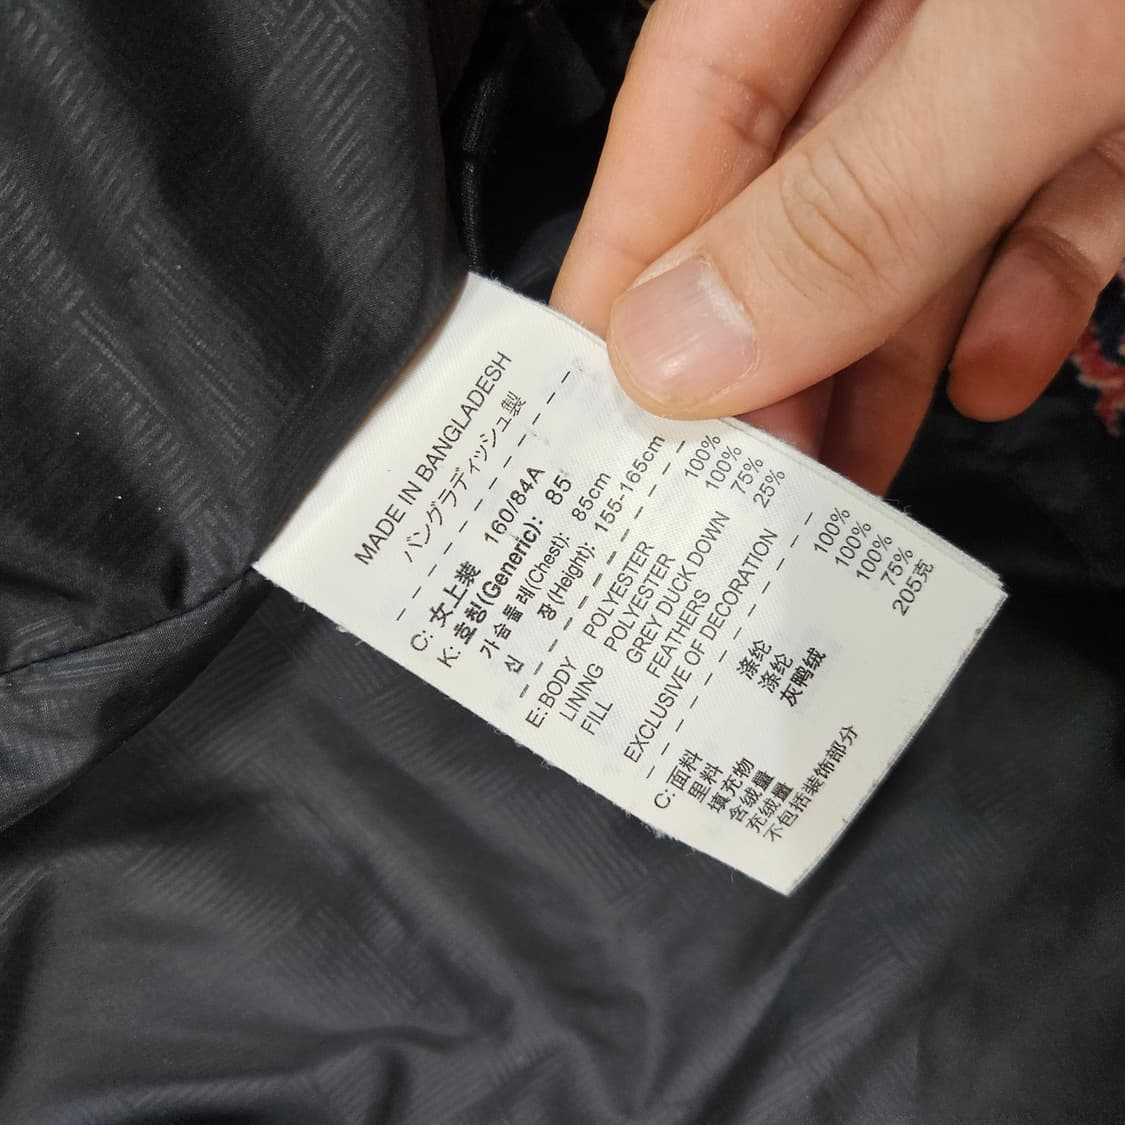 MADE IN BANGLADESH
バングラディッシュ製
C: 女上装 160/84A
K: 호칭(Generic): 85
가슴둘레(Chest): 85cm
신 장(Height): 155-165cm
E: BODY POLYESTER 100%
LINING POLYESTER 100%
FILL GREY DUCK DOWN 75%
FEATHERS 25%
EXCLUSIVE OF DECORATION
C: 面料 涤纶 100%
里料 涤纶 100%
填充物 灰鸭绒 100%
含绒量 75%
充绒量 205克
不包括装饰部分